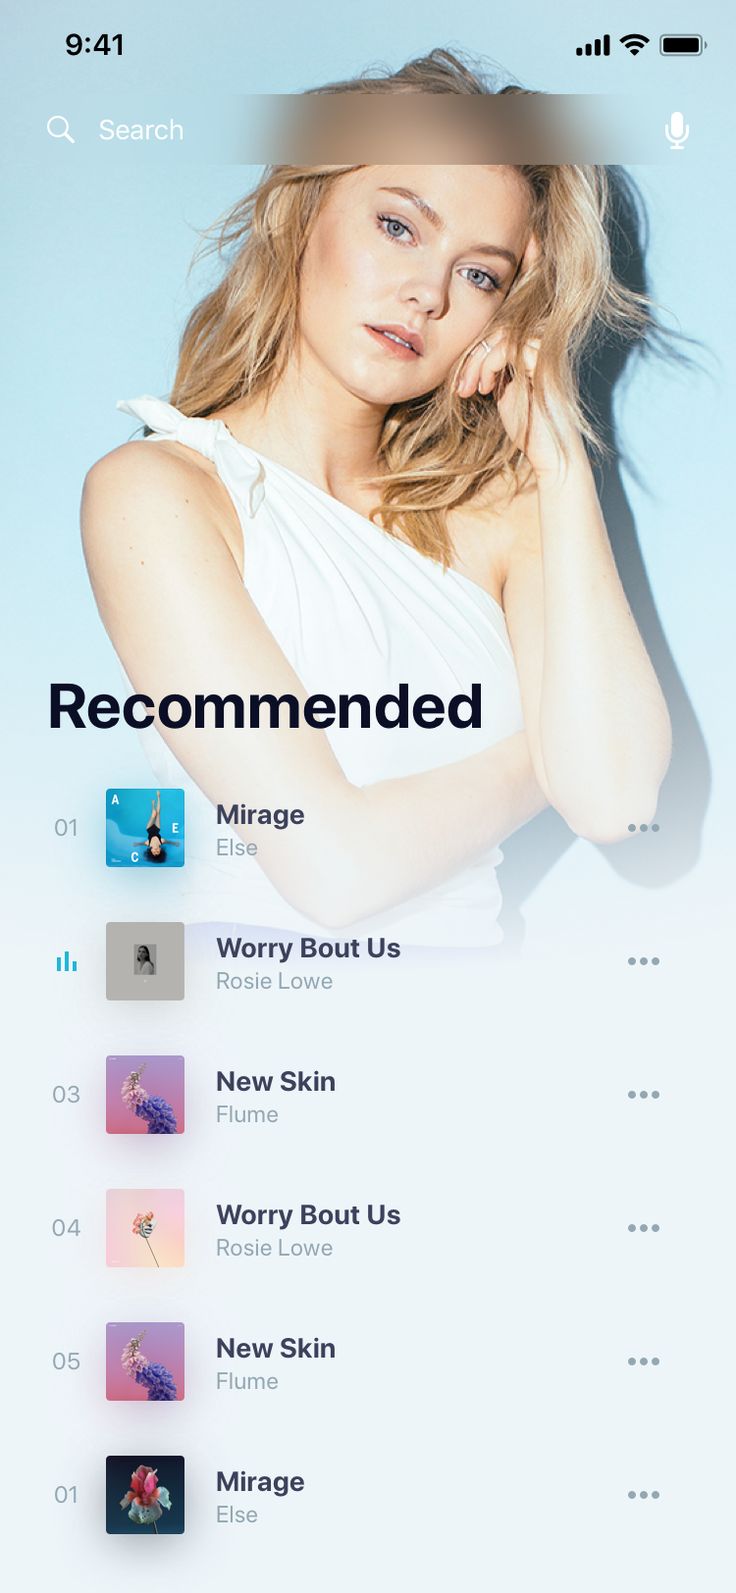 9:41
Search
Recommended
01
A
E
C
Mirage
Else
Worry Bout Us
Rosie Lowe
03
New Skin
Flume
04
Worry Bout Us
Rosie Lowe
05
New Skin
Flume
01
Mirage
Else